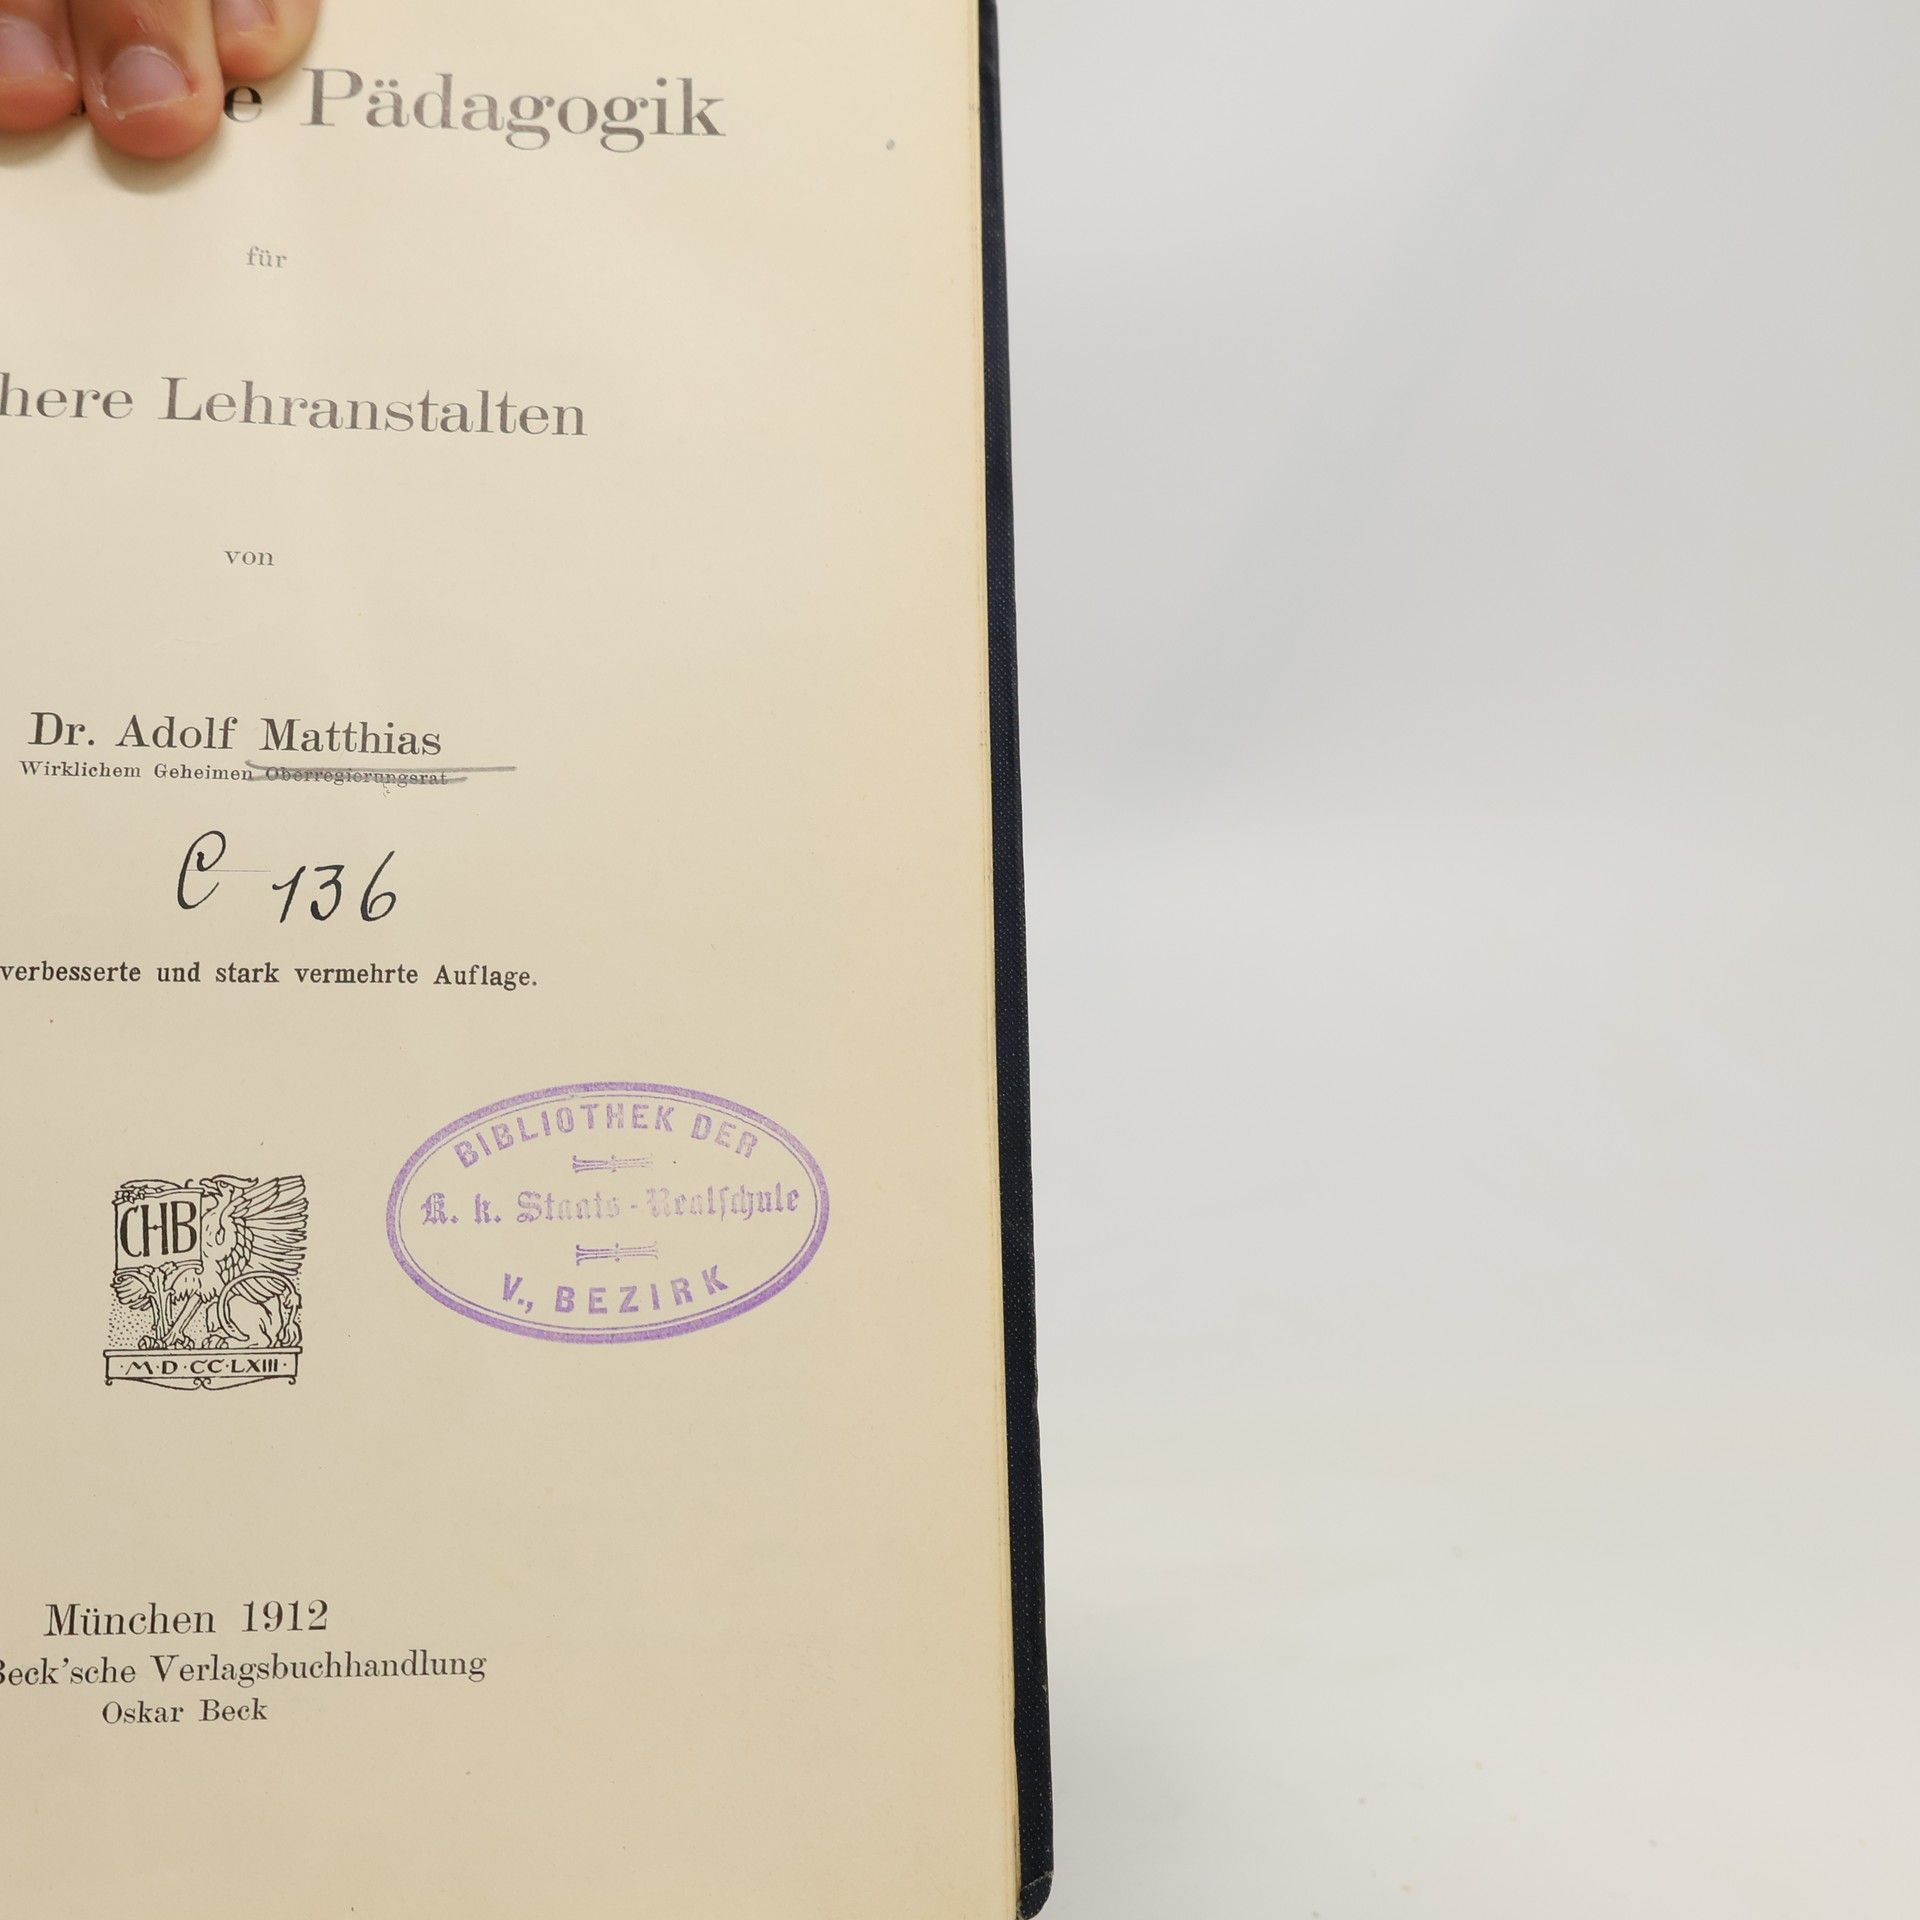 e Pädagogik
für
here Lehranstalten
von
Dr. Adolf Matthias
Wirklichem Geheimen Oberregierungsrat
C 136
verbesserte und stark vermehrte Auflage.
BIBLIOTHEK DER
K. k. Staats-Realschule
V., BEZIRK
CHB
·M·D·CC·LXIII·
München 1912
Beck'sche Verlagsbuchhandlung
Oskar Beck